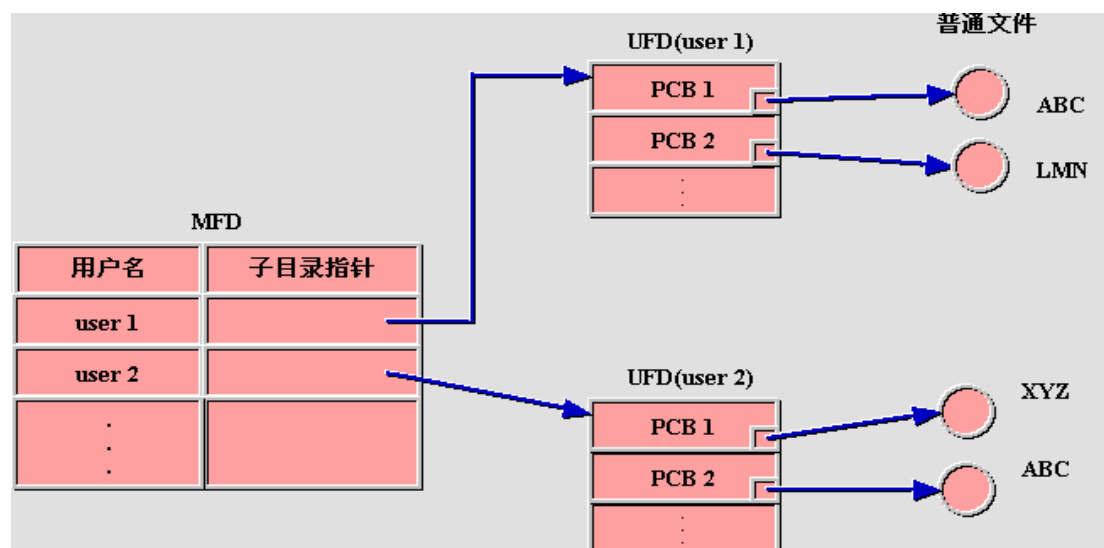 普通文件
UFD(user 1)
PCB 1
ABC
PCB 2
LMN
MFD
用户名 子目录指针
user 1
user 2
UFD(user 2)
PCB 1
XYZ
PCB 2
ABC